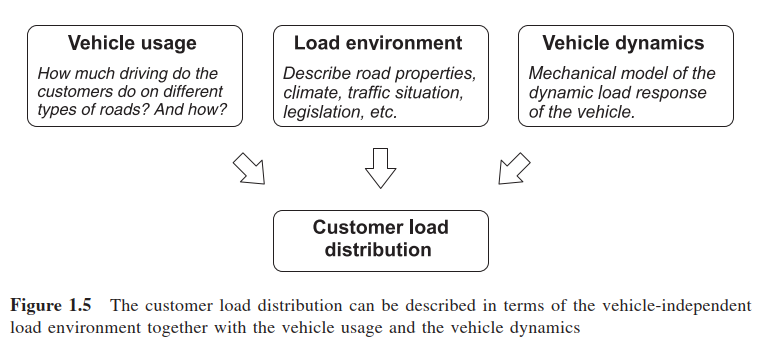 Vehicle usage
How much driving do the
customers do on different
types of roads? And how?
Load environment
Describe road properties,
climate, traffic situation,
legislation, etc.
Vehicle dynamics
Mechanical model of the
dynamic load response
of the vehicle.
Customer load
distribution
Figure 1.5 The customer load distribution can be described in terms of the vehicle-independent
load environment together with the vehicle usage and the vehicle dynamics